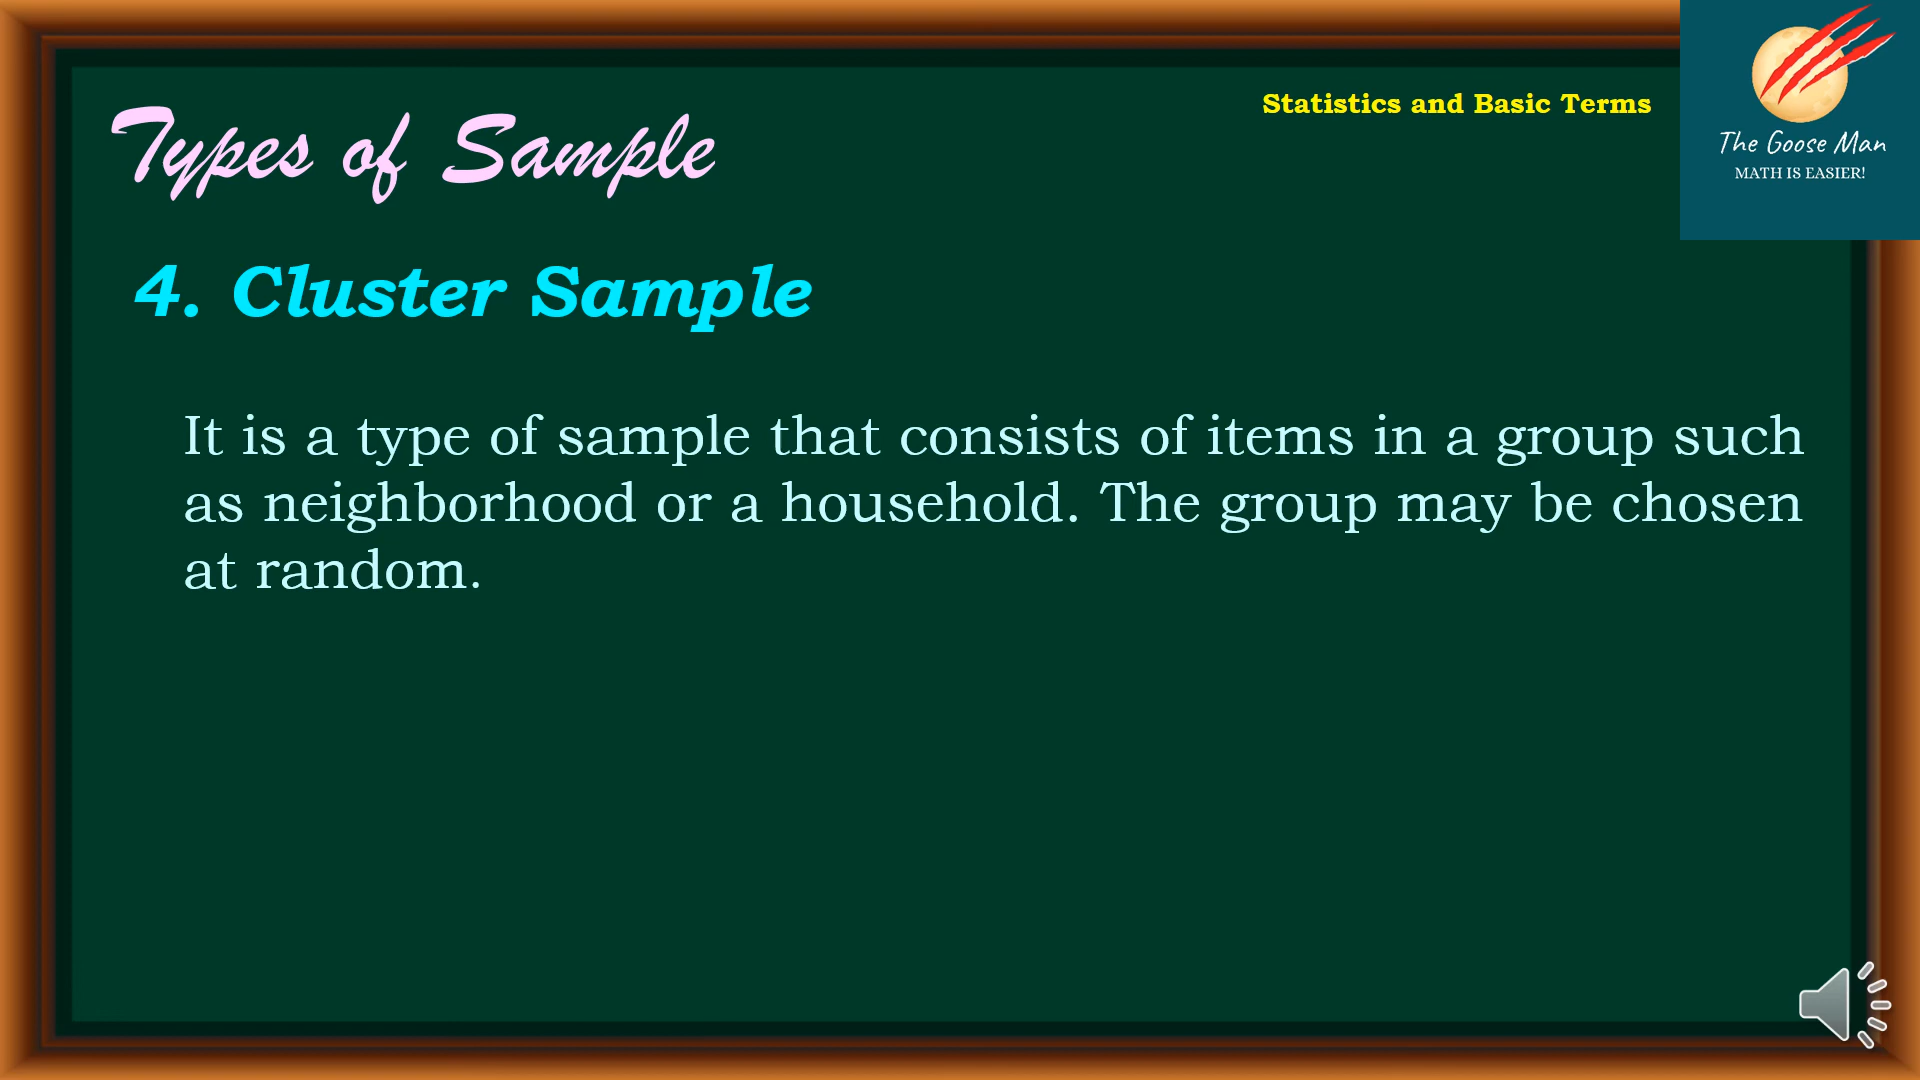 Statistics and Basic Terms
The Goose Man
MATH IS EASIER!
Types of Sample
4. Cluster Sample
It is a type of sample that consists of items in a group such
as neighborhood or a household. The group may be chosen
at random.